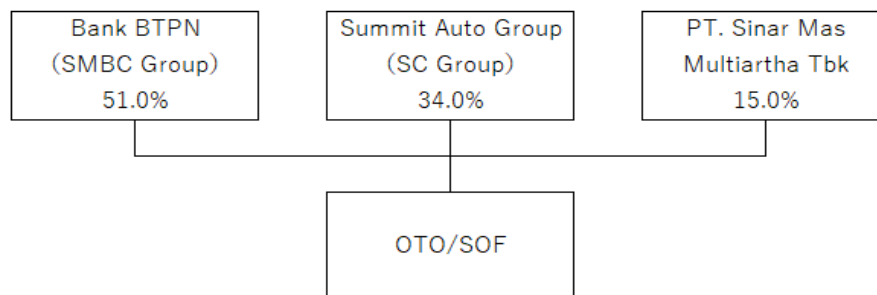 Bank BTPN
(SMBC Group)
51.0%
Summit Auto Group
(SC Group)
34.0%
PT. Sinar Mas
Multiartha Tbk
15.0%
OTO/SOF